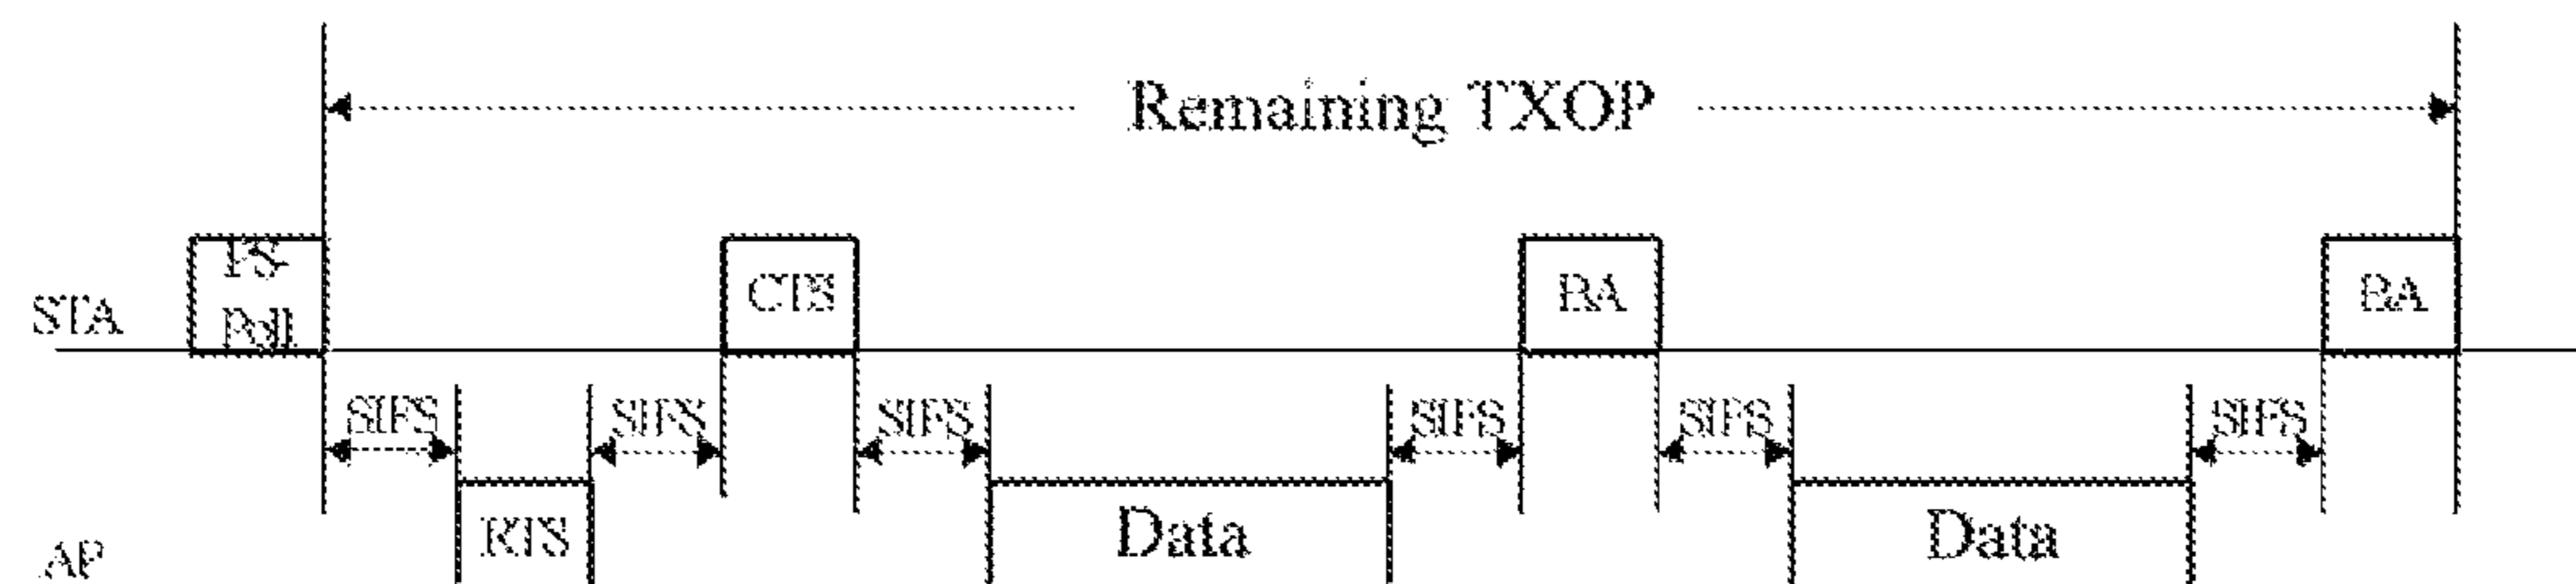 Remaining TXOP
PS-
Poll
CTS
BA
BA
STA
SIFS
SIFS
SIFS
SIFS
SIFS
SIFS
RTS
Data
Data
AP